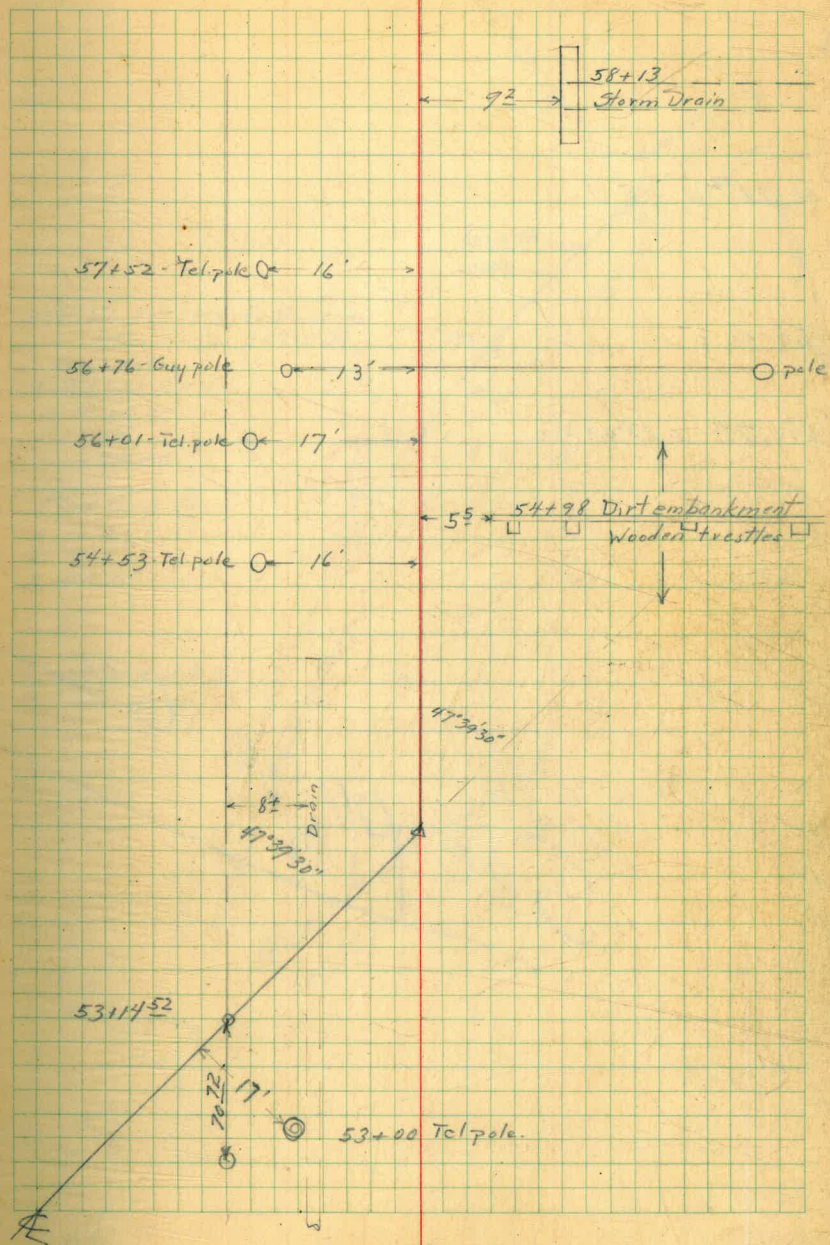 58+13
9² Storm Drain
57+52 - Tel. pole 16'
56+76 - Guy pole 13' pole
56+01 - Tel. pole 17'
5⁵ 54+98 Dirt embankment
Wooden trestles
54+53 - Tel pole 16'
47°39'30"
8'± Drain
47°39'30"
53+14⁵²
70⁷² 17'
53+00 Tel pole.